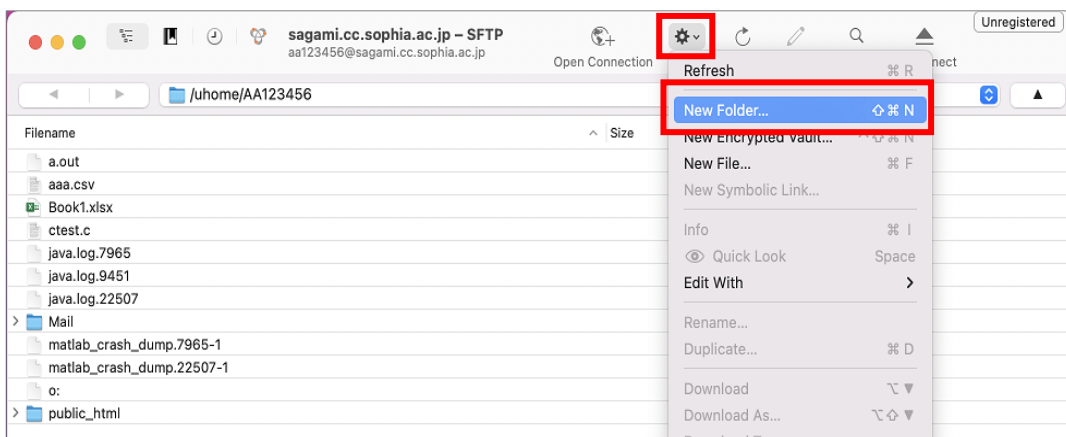 Unregistered
sagami.cc.sophia.ac.jp – SFTP
aa123456@sagami.cc.sophia.ac.jp
Open Connection
nect
/uhome/AA123456
Filename
Size
a.out
aaa.csv
Book1.xlsx
ctest.c
java.log.7965
java.log.9451
java.log.22507
Mail
matlab_crash_dump.7965-1
matlab_crash_dump.22507-1
o:
public_html
Refresh ⌘ R
New Folder... ⇧ ⌘ N
New Encrypted Vault... ⌃⇧⌘ N
New File... ⌘ F
New Symbolic Link...
Info ⌘ I
Quick Look Space
Edit With
Rename...
Duplicate... ⌘ D
Download ⌥ ▼
Download As... ⌥⇧ ▼